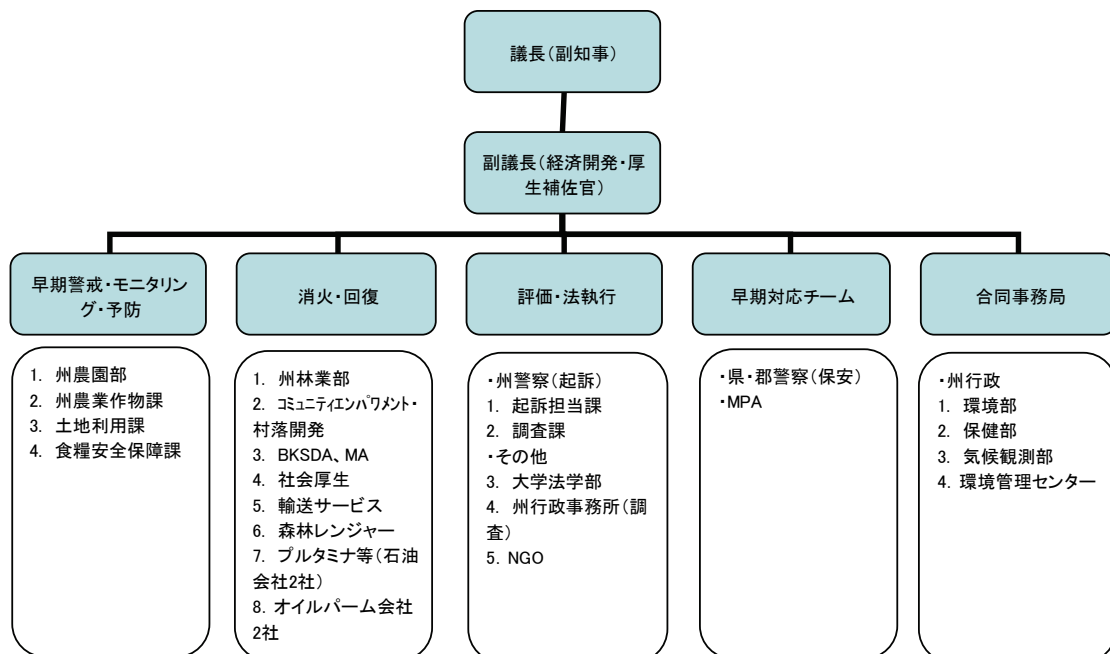 議長(副知事)
副議長(経済開発・厚
生補佐官)
早期警戒・モニタリン
グ・予防
消火・回復
評価・法執行
早期対応チーム
合同事務局
1. 州農園部
2. 州農業作物課
3. 土地利用課
4. 食糧安全保障課
1. 州林業部
2. コミュニティエンパワメント・
村落開発
3. BKSDA、MA
4. 社会厚生
5. 輸送サービス
6. 森林レンジャー
7. プルタミナ等(石油
会社2社)
8. オイルパーム会社
2社
・州警察(起訴)
1. 起訴担当課
2. 調査課
・その他
3. 大学法学部
4. 州行政事務所(調
査)
5. NGO
・県・郡警察(保安)
・MPA
・州行政
1. 環境部
2. 保健部
3. 気候観測部
4. 環境管理センター